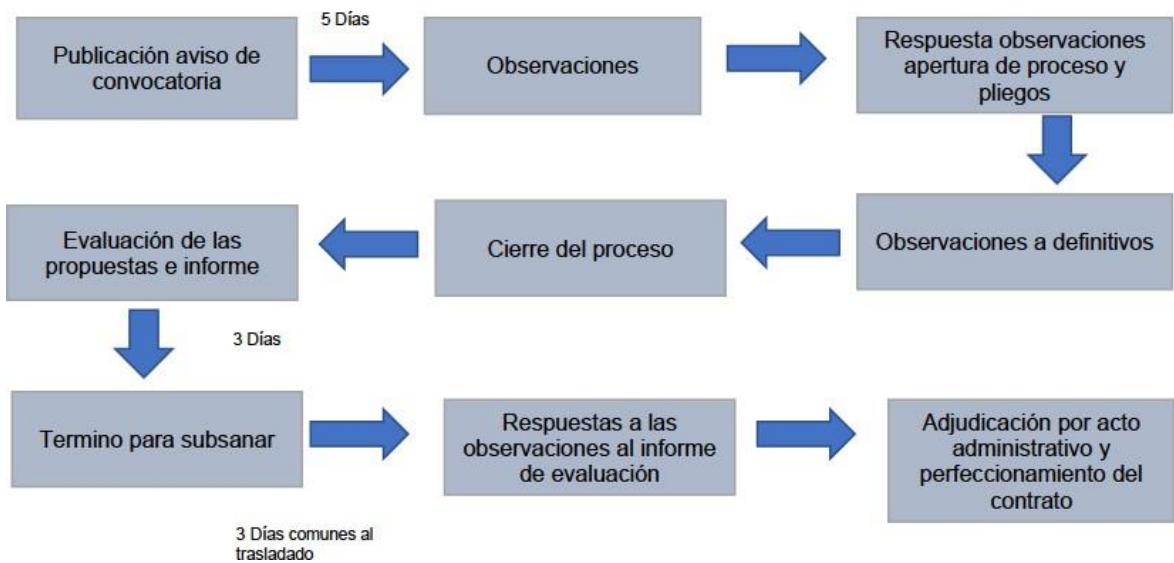 5 Días
Publicación aviso de
convocatoria
Observaciones
Respuesta observaciones
apertura de proceso y
pliegos
Observaciones a definitivos
Cierre del proceso
Evaluación de las
propuestas e informe
3 Días
Termino para subsanar
Respuestas a las
observaciones al informe
de evaluación
Adjudicación por acto
administrativo y
perfeccionamiento del
contrato
3 Días comunes al
trasladado